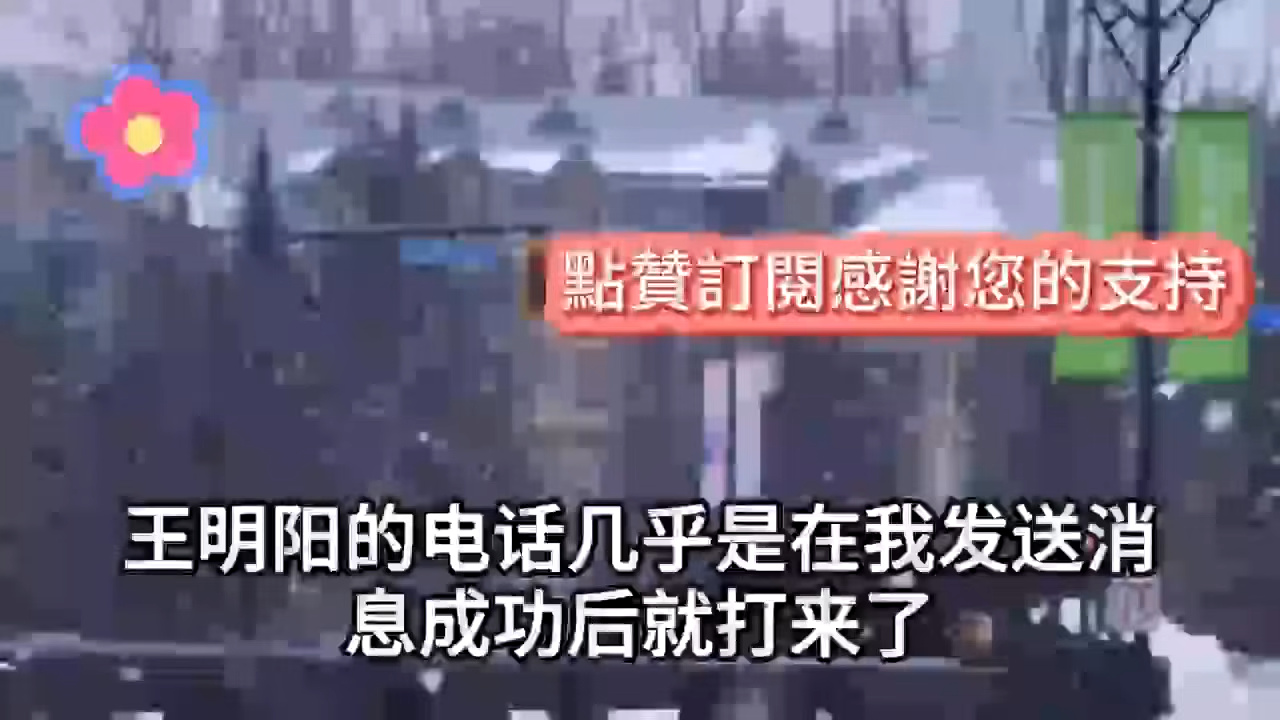 點贊訂閱感謝您的支持
王明阳的电话几乎是在我发送消
息成功后就打来了